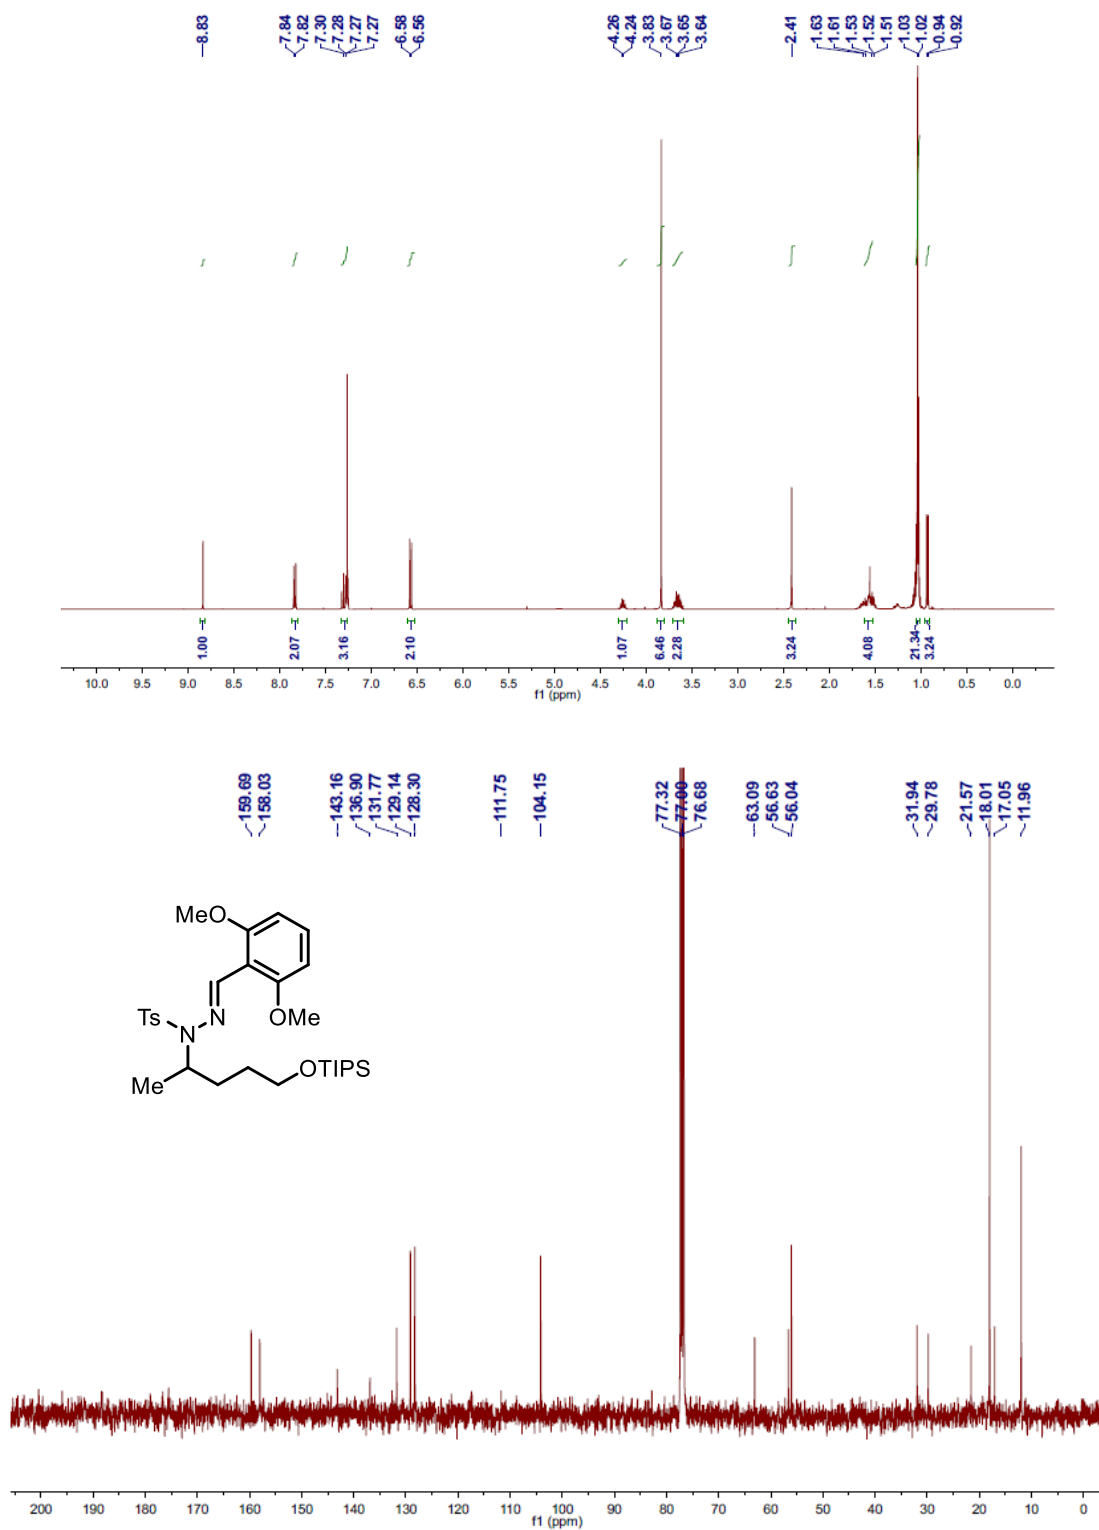 8.83 7.84 7.82 7.30 7.28 7.27 7.27 6.58 6.56 4.26 4.24 3.83 3.67 3.65 3.64 2.41 1.63 1.61 1.53 1.52 1.51 1.03 1.02 0.94 0.92
1.00 2.07 3.16 2.10 1.07 6.46 2.28 3.24 4.08 21.34 3.24
10.0 9.5 9.0 8.5 8.0 7.5 7.0 6.5 6.0 5.5 5.0 4.5 4.0 3.5 3.0 2.5 2.0 1.5 1.0 0.5 0.0
f1 (ppm)
159.69 158.03 143.16 136.90 131.77 129.14 128.30 111.75 104.15 77.32 77.00 76.68 63.09 56.63 56.04 31.94 29.78 21.57 18.01 17.05 11.96
MeO
Ts N OMe
N
OTIPS
Me
200 190 180 170 160 150 140 130 120 110 100 90 80 70 60 50 40 30 20 10 0
f1 (ppm)